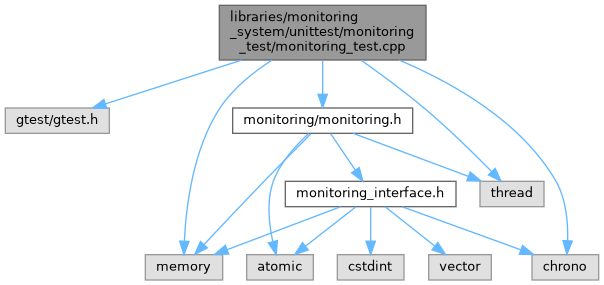 libraries/monitoring
_system/unittest/monitoring
_test/monitoring_test.cpp
gtest/gtest.h
monitoring/monitoring.h
monitoring_interface.h
thread
memory
atomic
cstdint
vector
chrono